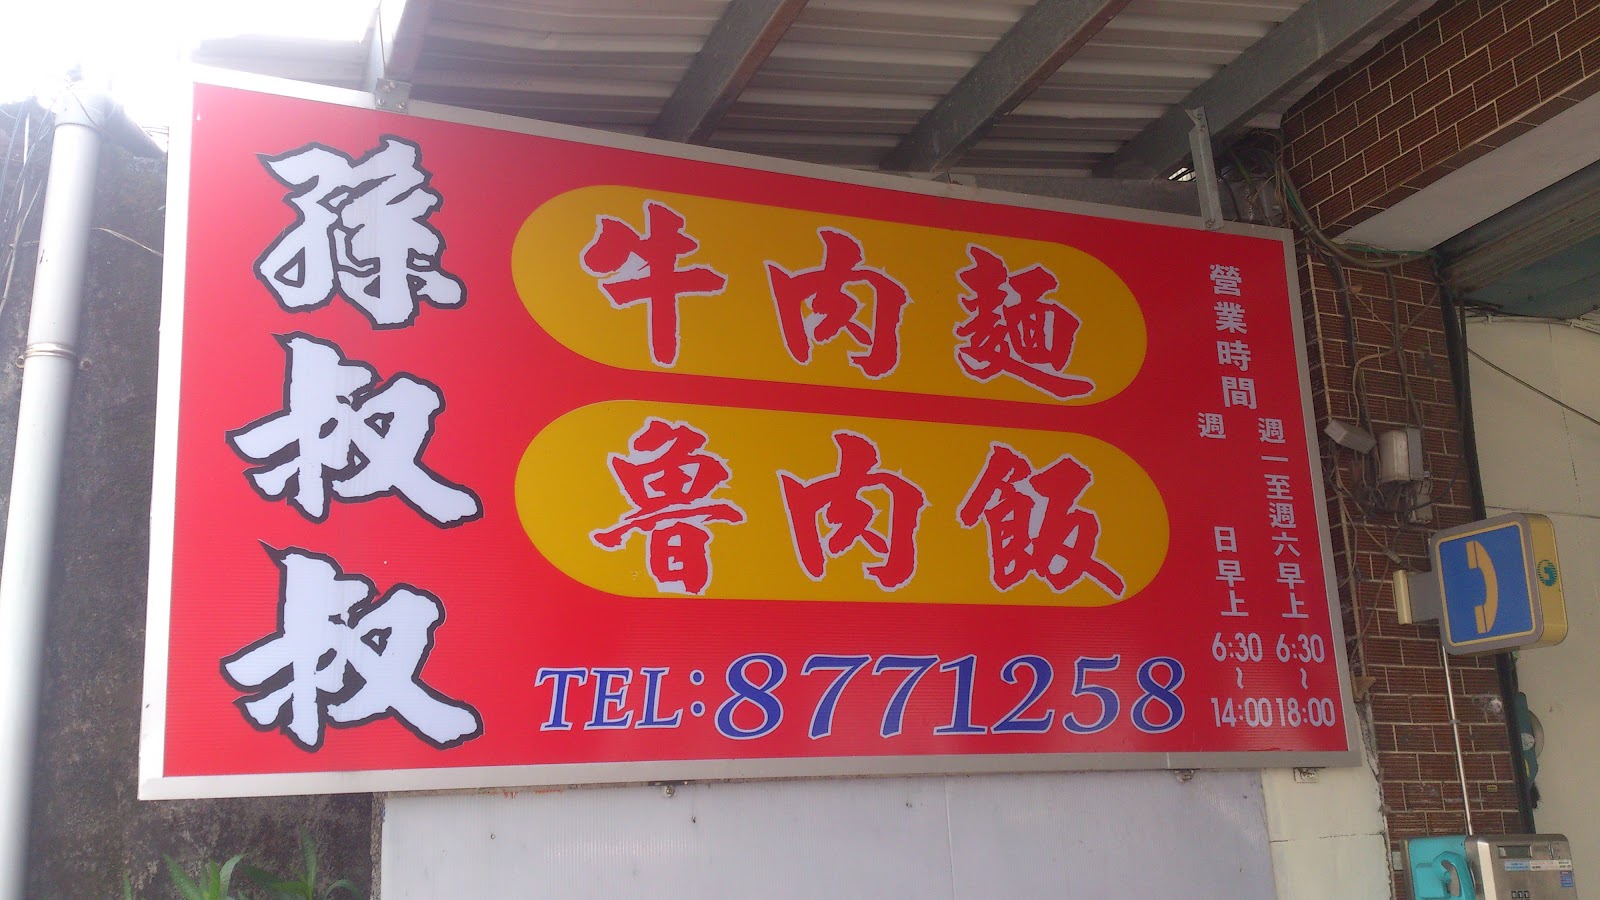 孫叔叔
牛肉麵
魯肉飯
TEL:8771258
營業時間
週一至週六早上6:30~18:00
週日早上6:30~14:00